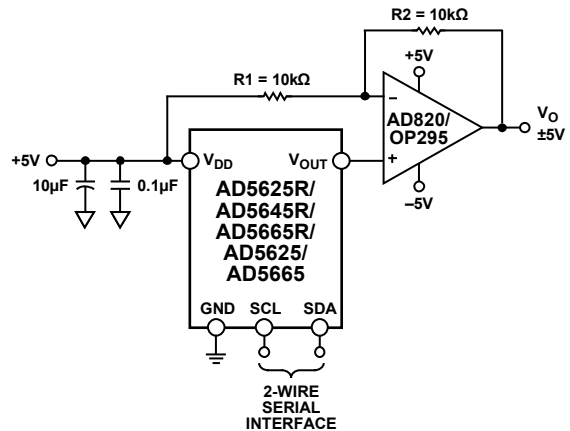 R2 = 10kΩ
+5V
R1 = 10kΩ
–
AD820/
OP295
+
V_O
±5V
–5V
+5V
10µF
0.1µF
V_DD
V_OUT
AD5625R/
AD5645R/
AD5665R/
AD5625/
AD5665
GND
SCL
SDA
2-WIRE
SERIAL
INTERFACE